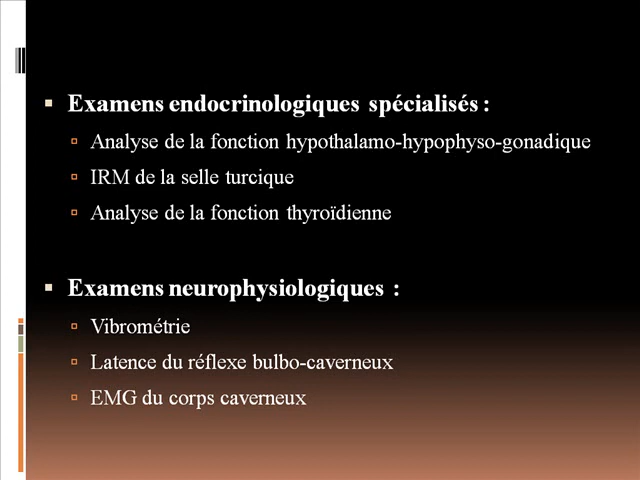 Examens endocrinologiques spécialisés :
Analyse de la fonction hypothalamo-hypophyso-gonadique
IRM de la selle turcique
Analyse de la fonction thyroïdienne
Examens neurophysiologiques :
Vibrométrie
Latence du réflexe bulbo-caverneux
EMG du corps caverneux